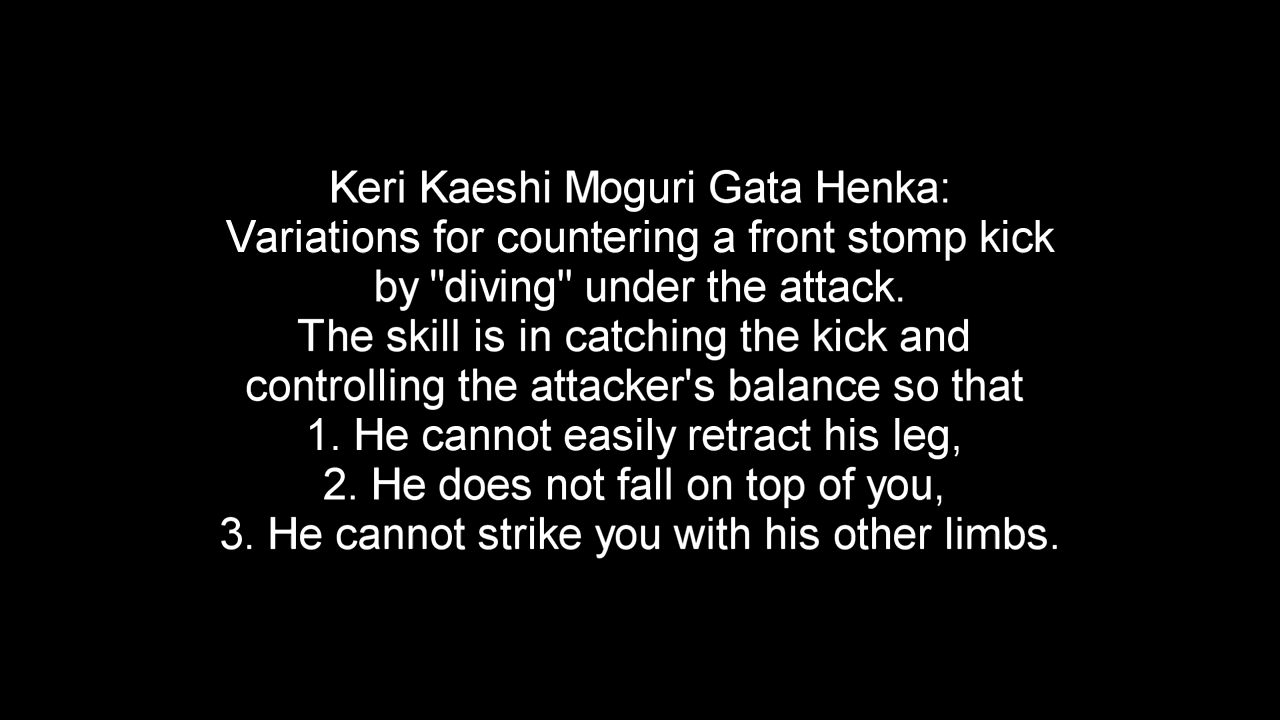 Keri Kaeshi Moguri Gata Henka:
Variations for countering a front stomp kick
by "diving" under the attack.
The skill is in catching the kick and
controlling the attacker's balance so that
1. He cannot easily retract his leg,
2. He does not fall on top of you,
3. He cannot strike you with his other limbs.